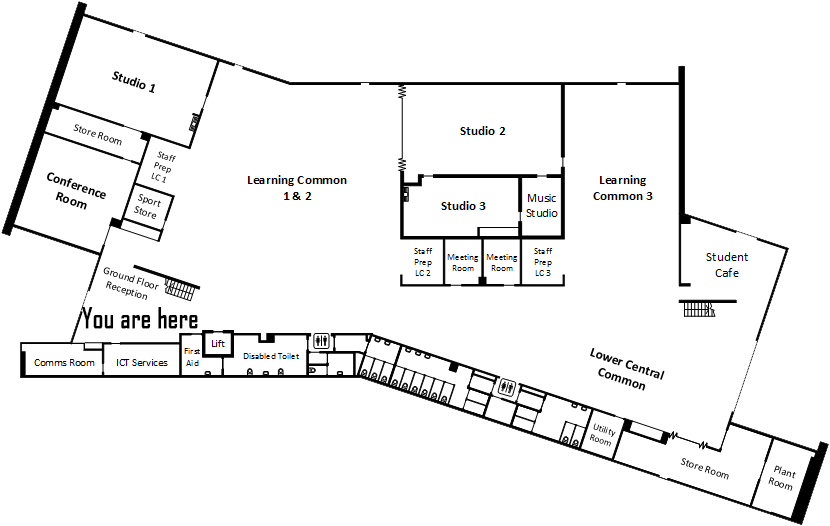 Studio 1
Store Room
Staff
Prep
LC 1
Conference
Room
Sport
Store
Learning Common
1 & 2
Studio 2
Studio 3
Music
Studio
Learning
Common 3
Staff
Prep
LC 2
Meeting
Room
Meeting
Room
Staff
Prep
LC 3
Student
Cafe
Ground Floor
Reception
You are here
Comms Room
ICT Services
First
Aid
Lift
Disabled Toilet
Lower Central
Common
Utility
Room
Store Room
Plant
Room